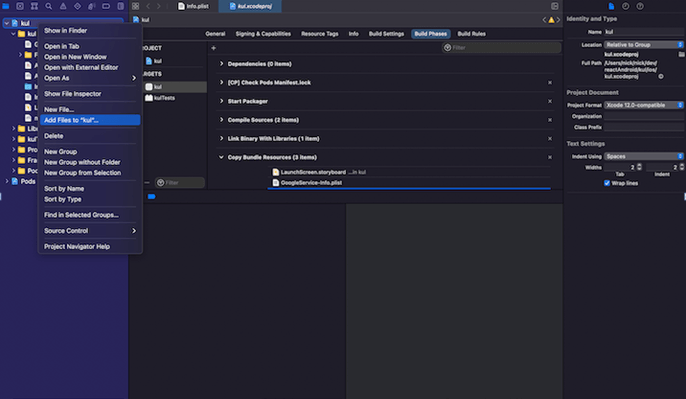 Info.plist
kul.xcodeproj
kul
kul
General
Signing & Capabilities
Resource Tags
Info
Build Settings
Build Phases
Build Rules
kul
kul
Libr
kulT
Pro
Fra
Pod
Pods
Show in Finder
Open in Tab
Open in New Window
Open with External Editor
Open As
Show File Inspector
New File...
Add Files to "kul"...
Delete
New Group
New Group without Folder
New Group from Selection
Sort by Name
Sort by Type
Find in Selected Groups...
Source Control
Project Navigator Help
PROJECT
kul
TARGETS
kul
kulTests
Filter
Filter
Dependencies (0 items)
[CP] Check Pods Manifest.lock
Start Packager
Compile Sources (2 items)
Link Binary With Libraries (1 item)
Copy Bundle Resources (3 items)
LaunchScreen.storyboard ...in kul
GoogleService-Info.plist
Identity and Type
Name kul
Location Relative to Group
kul.xcodeproj
Full Path /Users/nick/nick/dev/
reactAndroid/kul/ios/
kul.xcodeproj
Project Document
Project Format Xcode 12.0-compatible
Organization
Class Prefix
Text Settings
Indent Using Spaces
Widths 2 2
Tab Indent
Wrap lines